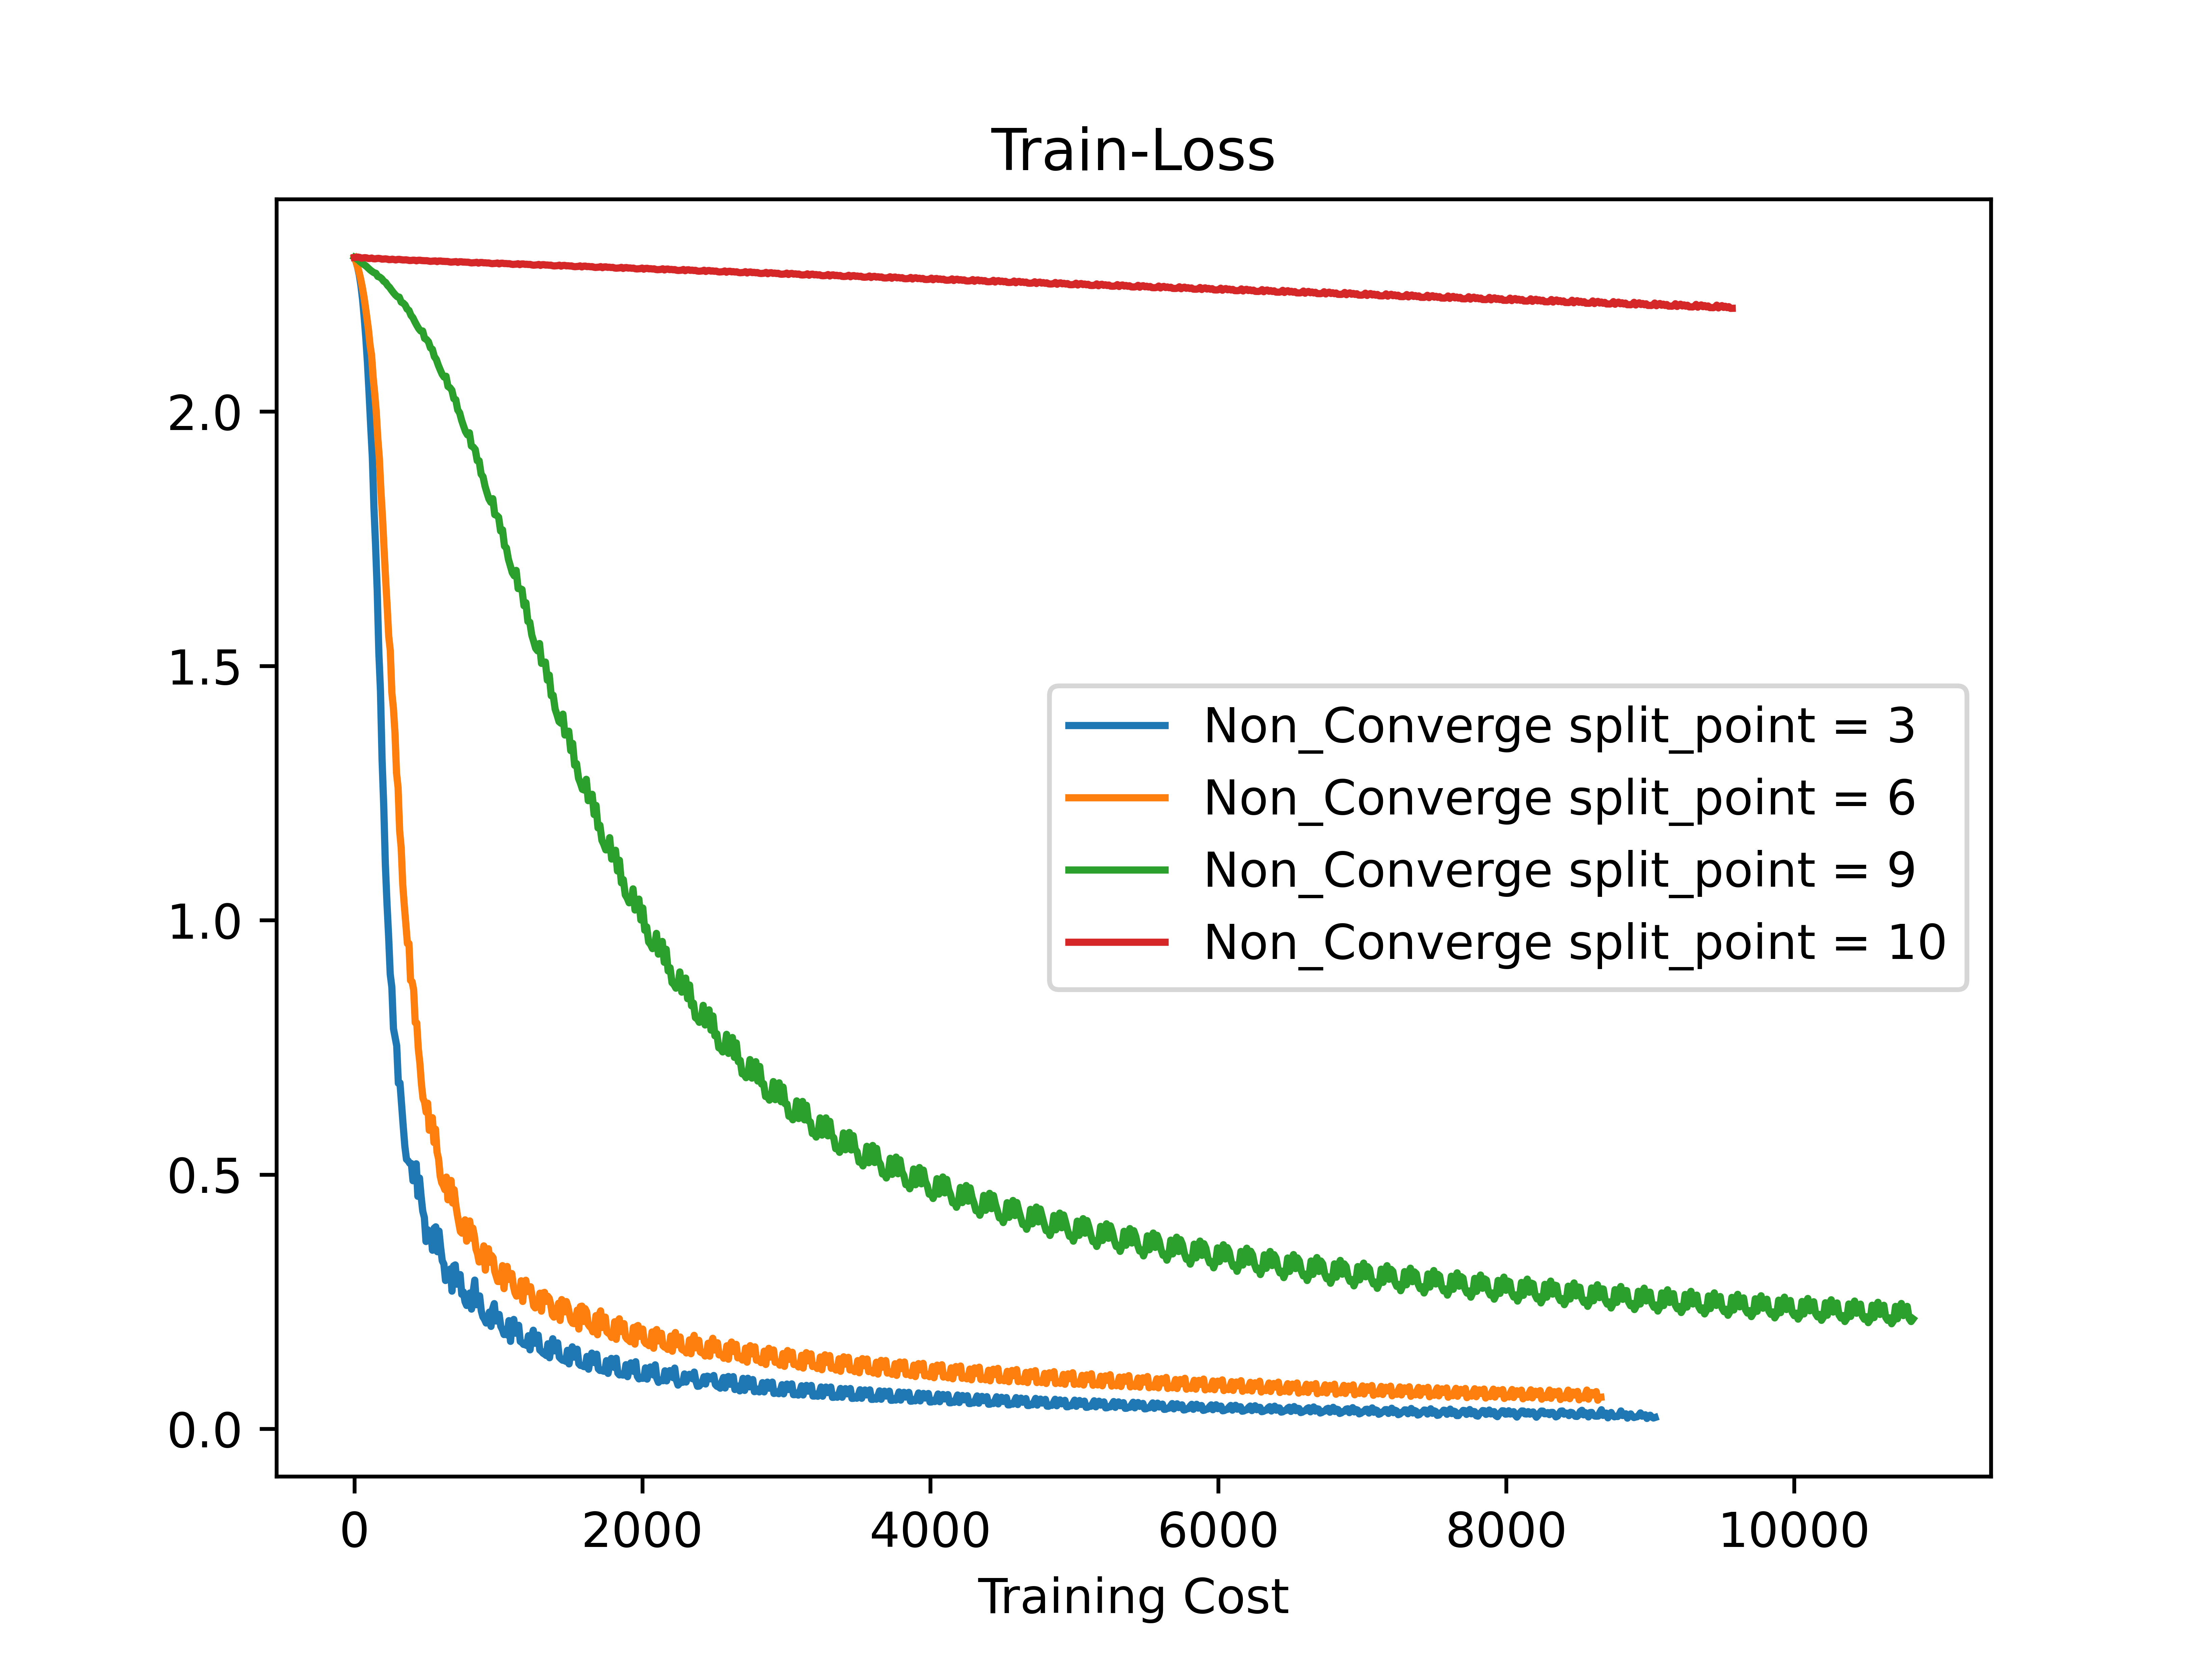 Train-Loss
2.0
1.5
1.0
0.5
0.0
Non_Converge split_point = 3
Non_Converge split_point = 6
Non_Converge split_point = 9
Non_Converge split_point = 10
0 2000 4000 6000 8000 10000
Training Cost